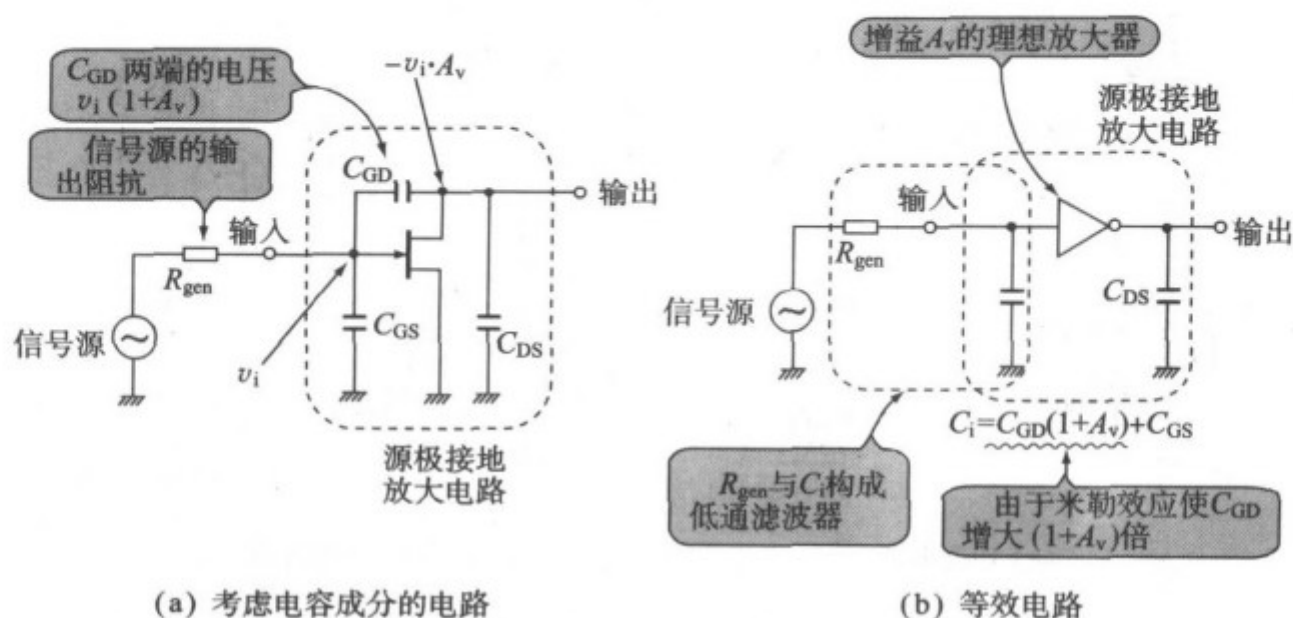 C_GD 两端的电压
v_i (1+A_v)
信号源的输
出阻抗
-v_i·A_v
C_GD
输出
输入
R_gen
C_GS
C_DS
信号源
v_i
源极接地
放大电路
(a) 考虑电容成分的电路
增益A_v的理想放大器
源极接地
放大电路
输入
输出
R_gen
C_DS
信号源
C_i=C_GD(1+A_v)+C_GS
R_gen与C_i构成
低通滤波器
由于米勒效应使C_GD
增大 (1+A_v)倍
(b) 等效电路